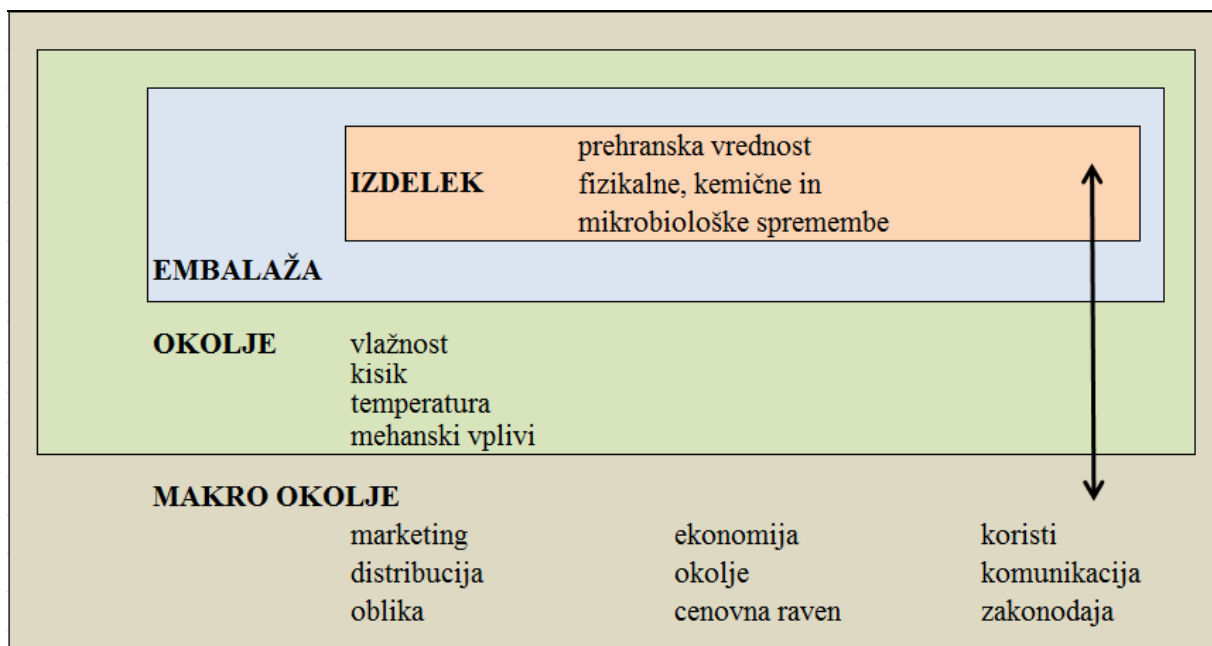 prehranska vrednost
IZDELEK fizikalne, kemične in
mikrobiološke spremembe
EMBALAŽA
OKOLJE vlažnost
kisik
temperatura
mehanski vplivi
MAKRO OKOLJE
marketing ekonomija koristi
distribucija okolje komunikacija
oblika cenovna raven zakonodaja